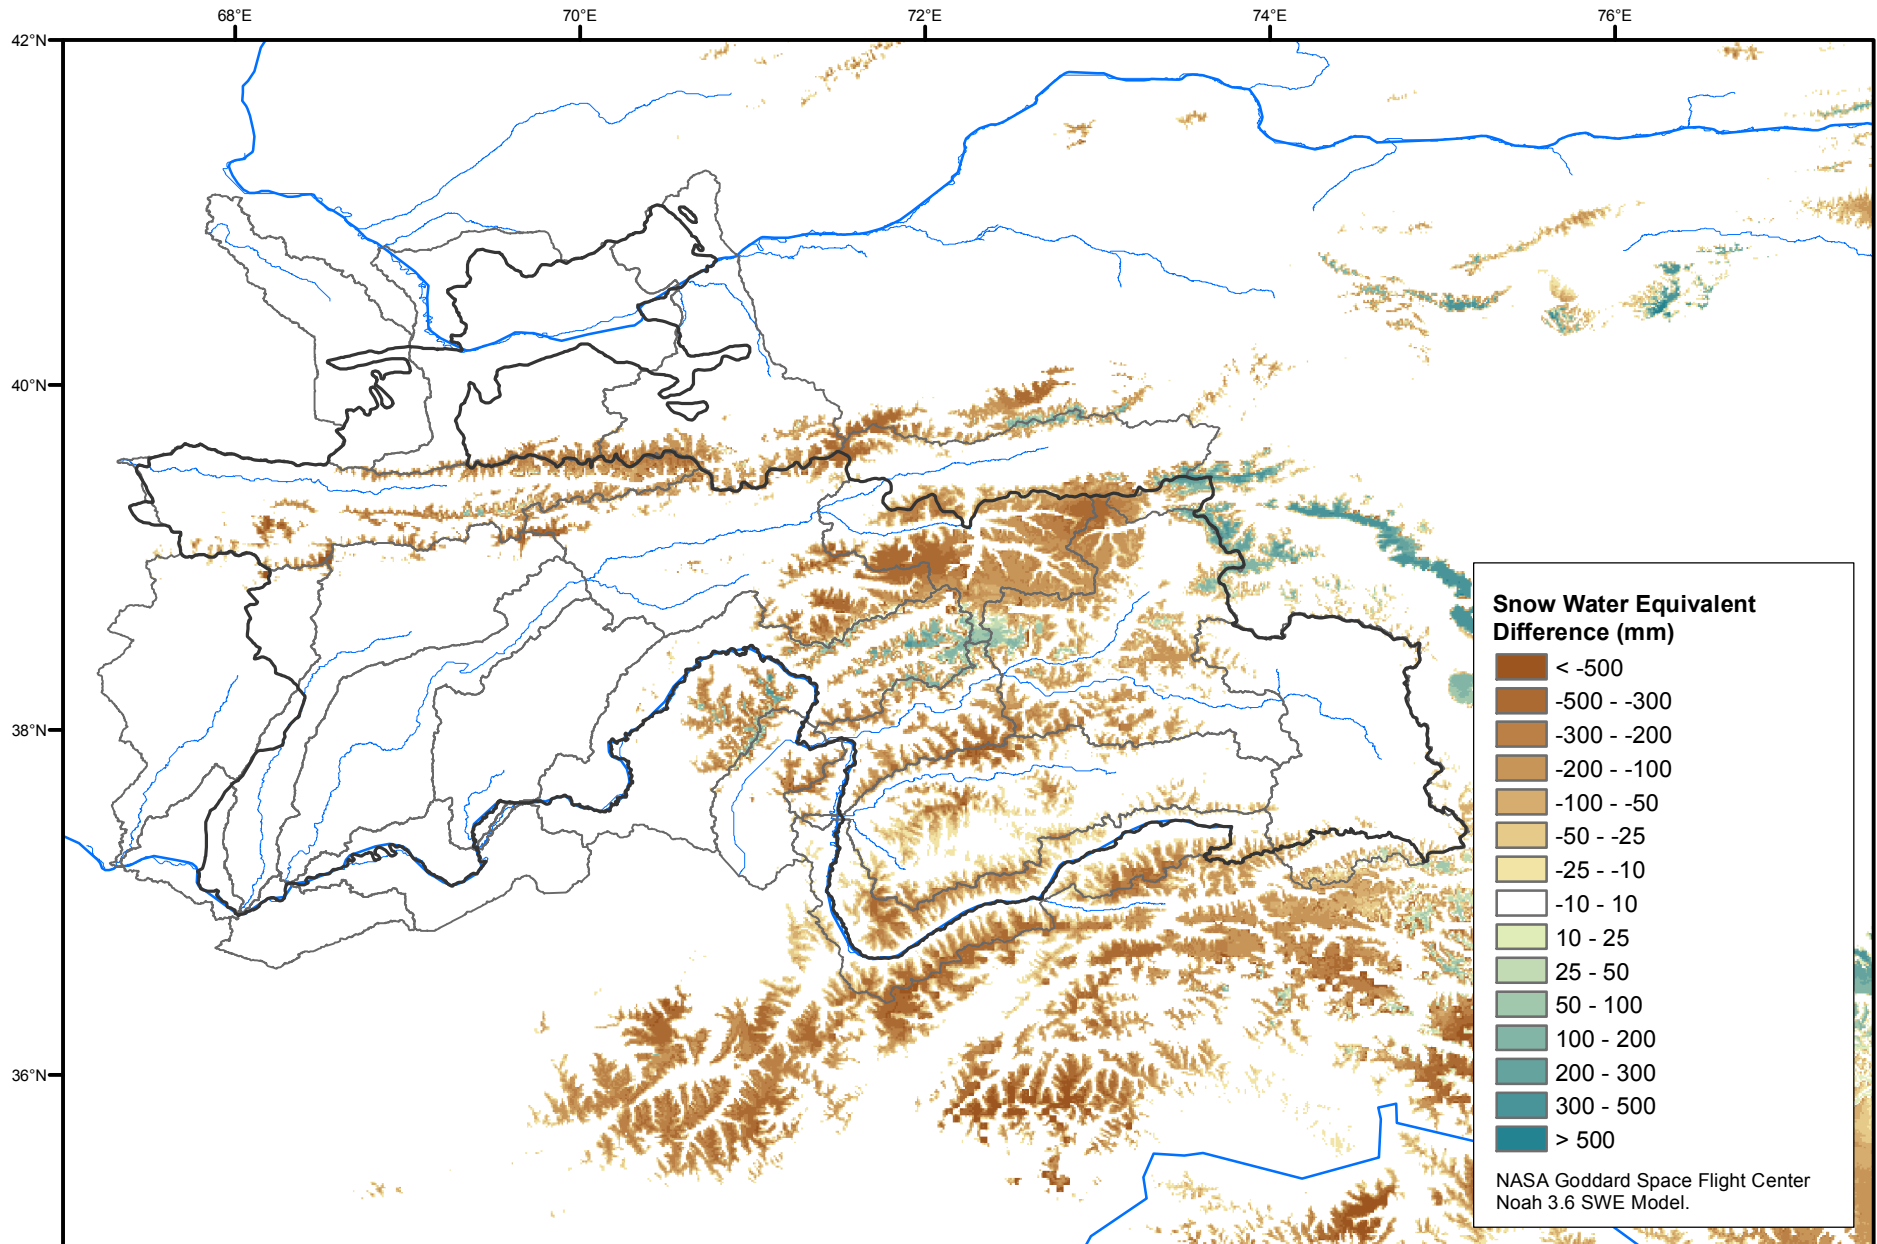 68°E
70°E
72°E
74°E
76°E
42°N
40°N
38°N
36°N
Snow Water Equivalent
Difference (mm)
< -500
-500 - -300
-300 - -200
-200 - -100
-100 - -50
-50 - -25
-25 - -10
-10 - 10
10 - 25
25 - 50
50 - 100
100 - 200
200 - 300
300 - 500
> 500
NASA Goddard Space Flight Center
Noah 3.6 SWE Model.